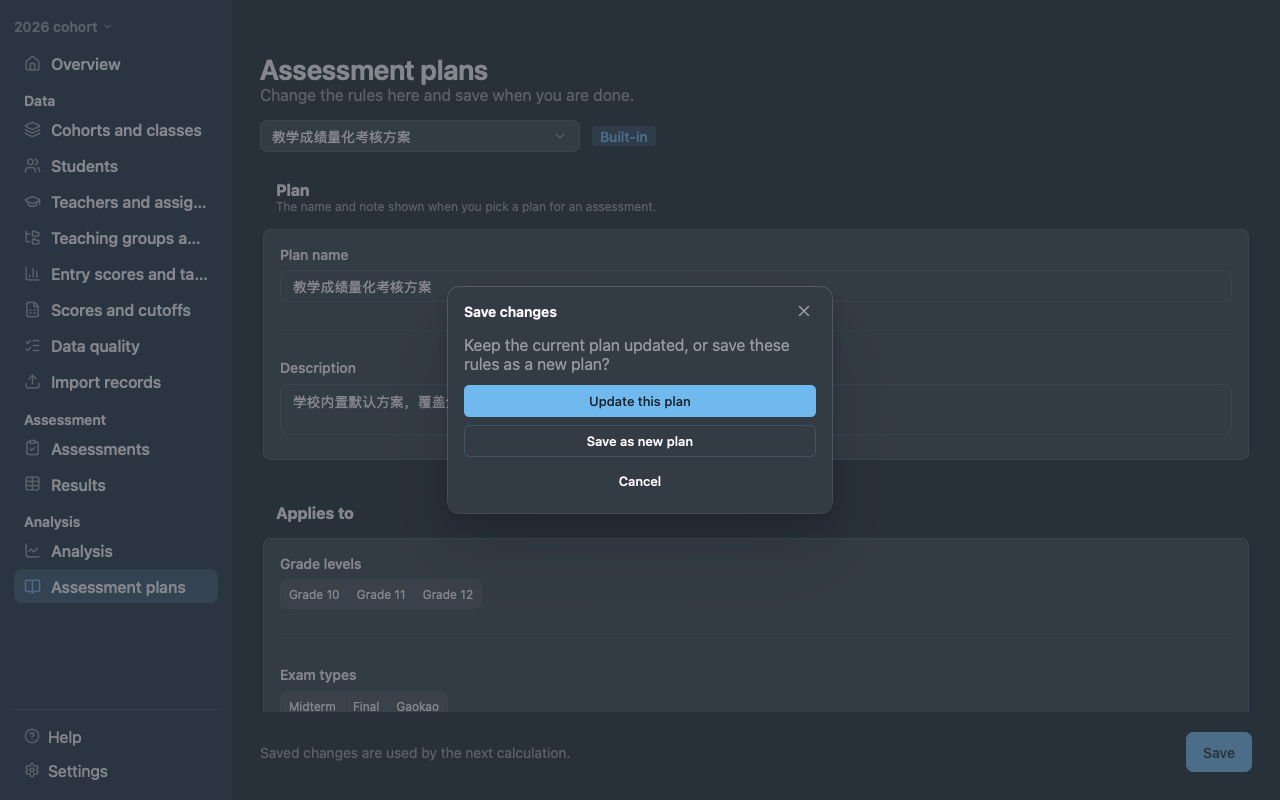 2026 cohort
Overview
Data
Cohorts and classes
Students
Teachers and assig...
Teaching groups a...
Entry scores and ta...
Scores and cutoffs
Data quality
Import records
Assessment
Assessments
Results
Analysis
Analysis
Assessment plans
Help
Settings
Assessment plans
Change the rules here and save when you are done.
教学成绩量化考核方案
Built-in
Plan
The name and note shown when you pick a plan for an assessment.
Plan name
教学成绩量化考核方案
Description
学校内置默认方案，覆盖
Save changes
Keep the current plan updated, or save these
rules as a new plan?
Update this plan
Save as new plan
Cancel
Applies to
Grade levels
Grade 10 Grade 11 Grade 12
Exam types
Midterm Final Gaokao
Saved changes are used by the next calculation.
Save